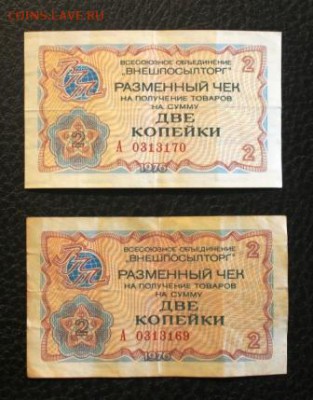 COINS.LAVE.RU
ВСЕСОЮЗНОЕ ОБЪЕДИНЕНИЕ
„ВНЕШПОСЫЛТОРГ"
2
РАЗМЕННЫЙ ЧЕК
НА ПОЛУЧЕНИЕ ТОВАРОВ
НА СУММУ
ДВЕ
КОПЕЙКИ
2
2
А 0313170
1976
ВСЕСОЮЗНОЕ ОБЪЕДИНЕНИЕ
„ВНЕШПОСЫЛТОРГ"
2
РАЗМЕННЫЙ ЧЕК
НА ПОЛУЧЕНИЕ ТОВАРОВ
НА СУММУ
ДВЕ
КОПЕЙКИ
2
2
А 0313169
1976